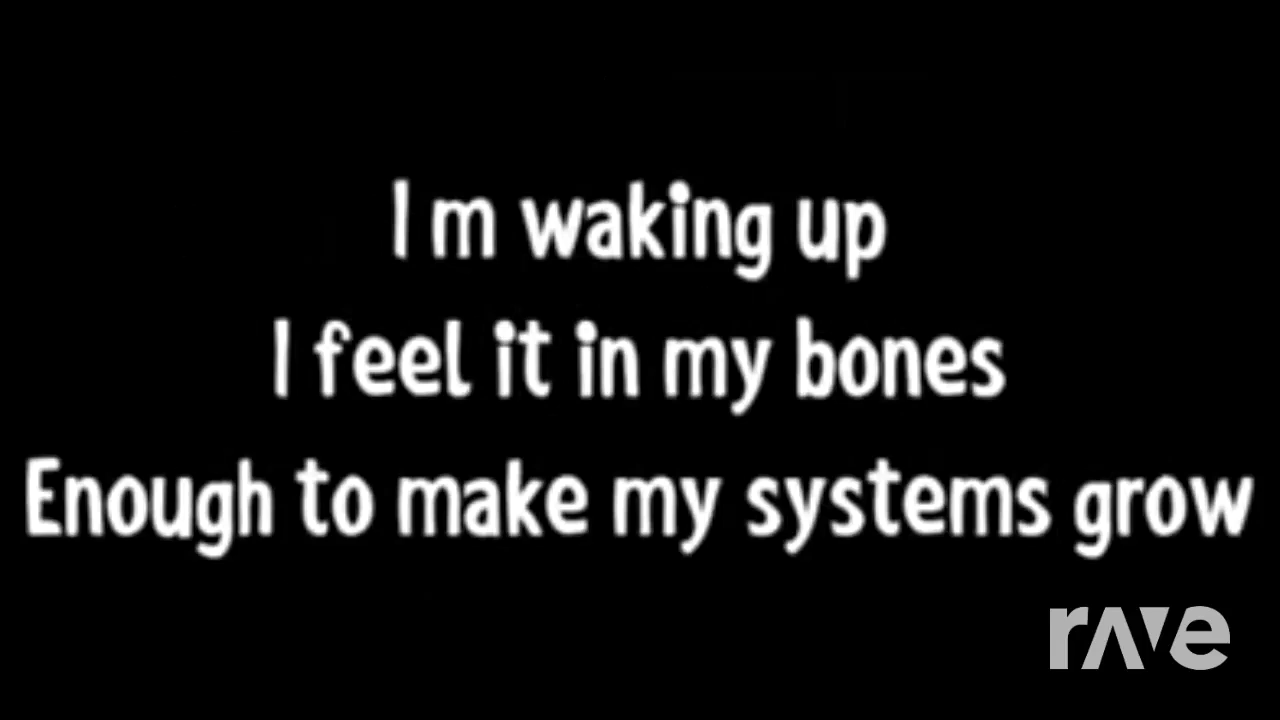 I m waking up
I feel it in my bones
Enough to make my systems grow
rave